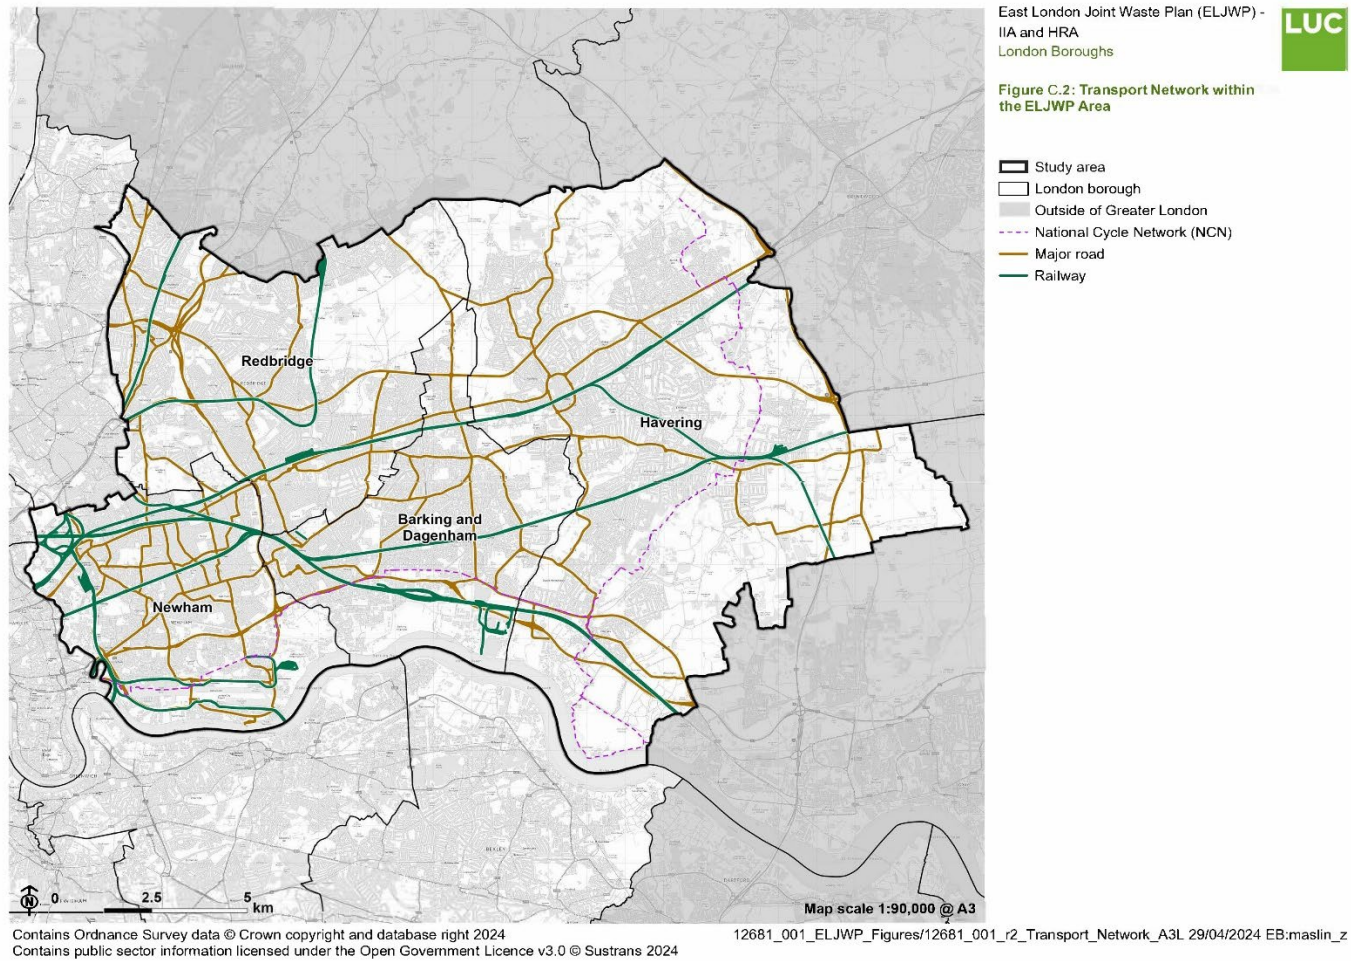 East London Joint Waste Plan (ELJWP) -
IIA and HRA
London Boroughs
LUC
Figure C.2: Transport Network within
the ELJWP Area
Study area
London borough
Outside of Greater London
National Cycle Network (NCN)
Major road
Railway
Redbridge
Havering
Barking and
Dagenham
Newham
N
0 2.5 5
km
Map scale 1:90,000 @ A3
Contains Ordnance Survey data © Crown copyright and database right 2024
Contains public sector information licensed under the Open Government Licence v3.0 © Sustrans 2024
12681_001_ELJWP_Figures/12681_001_r2_Transport_Network_A3L 29/04/2024 EB:maslin_z